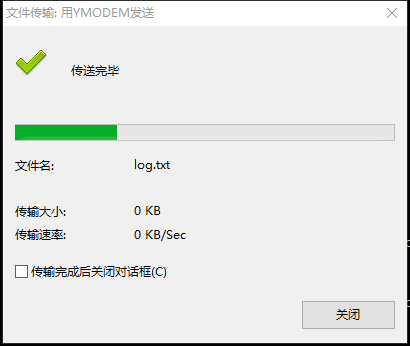 文件传输: 用YMODEM发送
传送完毕
文件名: log.txt
传输大小: 0 KB
传输速率: 0 KB/Sec
传输完成后关闭对话框(C)
关闭